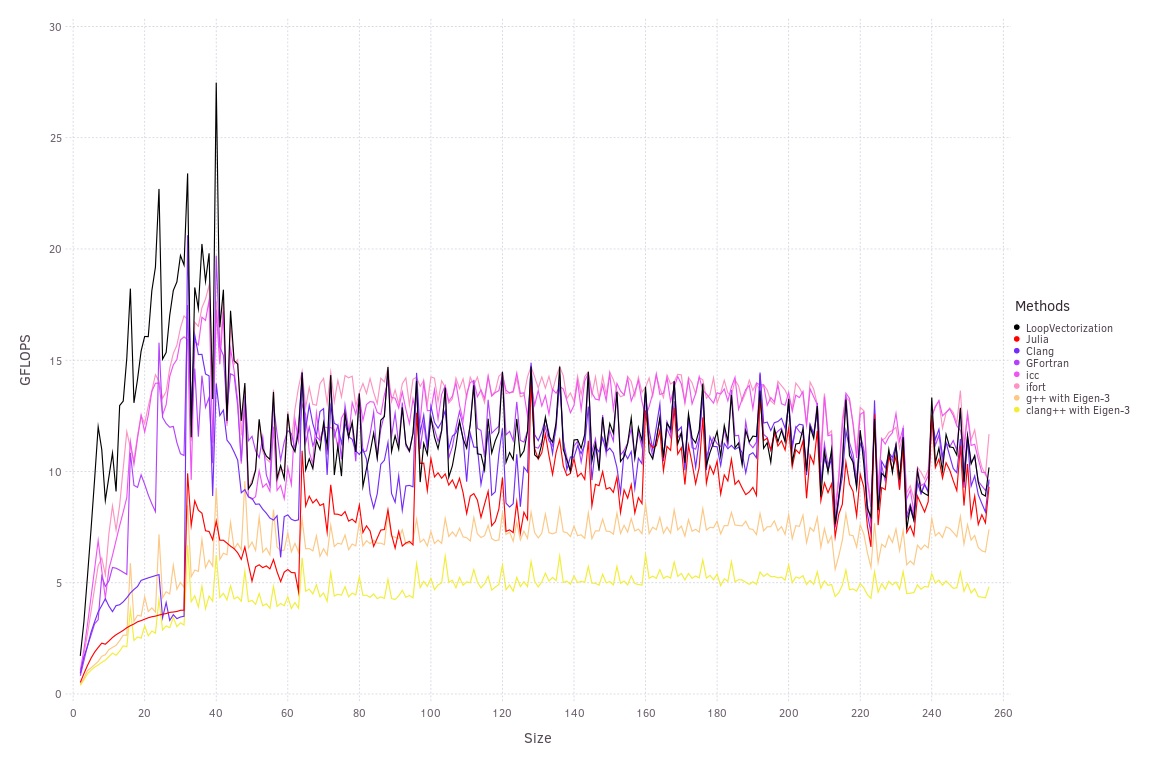 30
25
20
15
10
5
0
GFLOPS
0 20 40 60 80 100 120 140 160 180 200 220 240 260
Size
Methods
LoopVectorization
Julia
Clang
GFortran
icc
ifort
g++ with Eigen-3
clang++ with Eigen-3